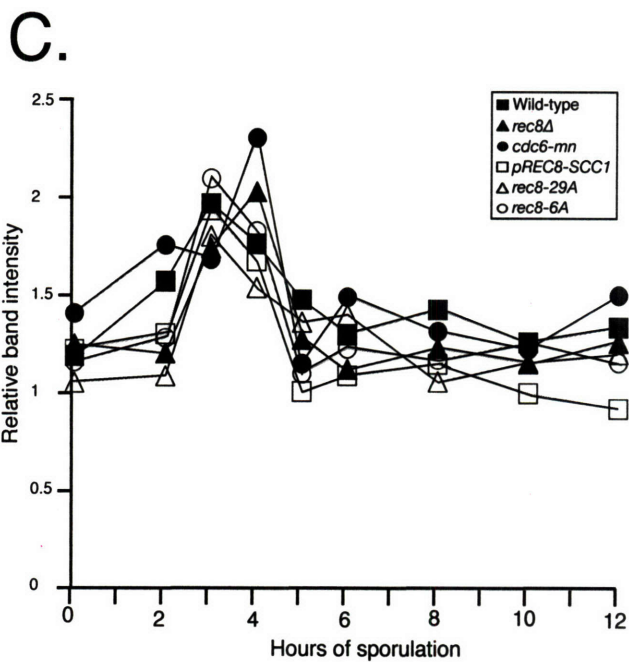 C.
2.5
2
1.5
1
0.5
0
Relative band intensity
0 2 4 6 8 10 12
Hours of sporulation
Wild-type
rec8Δ
cdc6-mn
pREC8-SCC1
rec8-29A
rec8-6A